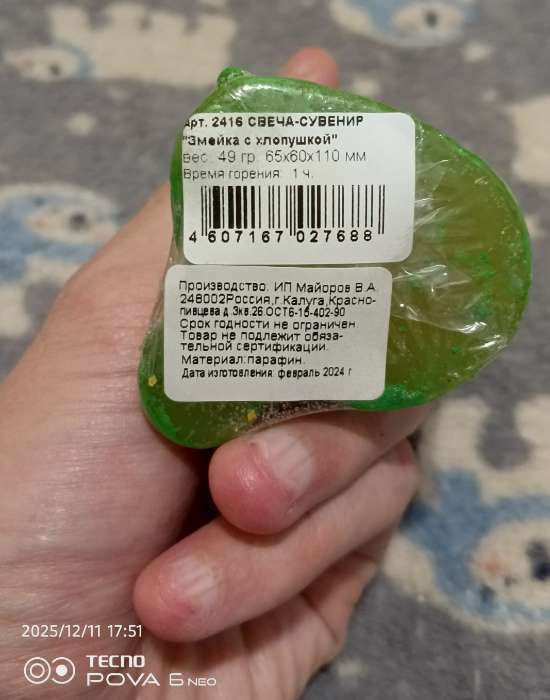 Арт. 2416 СВЕЧА-СУВЕНИР
"Змейка с хлопушкой"
Вес: 49 гр. 65х60х110 мм
Время горения: 1 ч.
4 607167 027688
Производство: ИП Майоров В.А.
248002Россия,г.Калуга,Красно-
пивцева д.3кв.26.ОСТ6-15-402-90
Срок годности не ограничен.
Товар не подлежит обяза-
тельной сертификации.
Материал:парафин.
Дата изготовления: февраль 2024 г
2025/12/11 17:51
TECNO
POVA 6 NEO